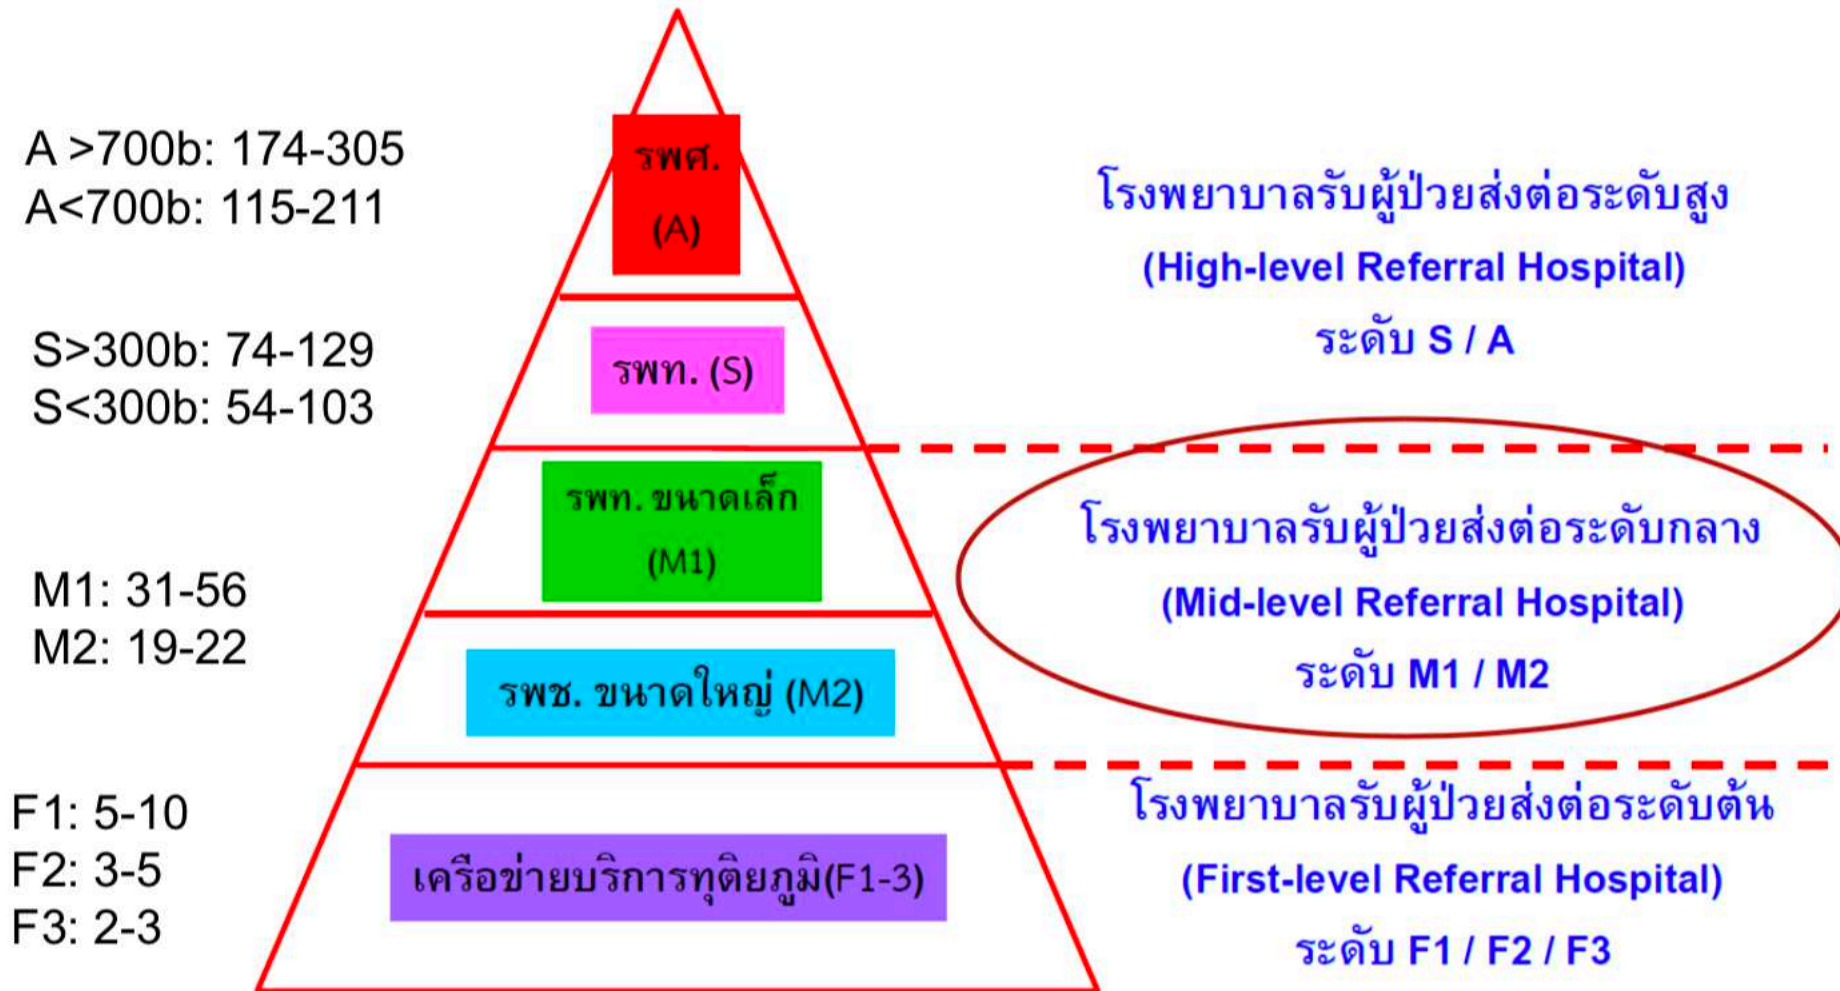 A >700b: 174-305
A<700b: 115-211
S>300b: 74-129
S<300b: 54-103
M1: 31-56
M2: 19-22
F1: 5-10
F2: 3-5
F3: 2-3
รพศ.
(A)
รพท. (S)
รพท. ขนาดเล็ก
(M1)
รพช. ขนาดใหญ่ (M2)
เครือข่ายบริการทุติยภูมิ(F1-3)
โรงพยาบาลรับผู้ป่วยส่งต่อระดับสูง
(High-level Referral Hospital)
ระดับ S / A
โรงพยาบาลรับผู้ป่วยส่งต่อระดับกลาง
(Mid-level Referral Hospital)
ระดับ M1 / M2
โรงพยาบาลรับผู้ป่วยส่งต่อระดับต้น
(First-level Referral Hospital)
ระดับ F1 / F2 / F3